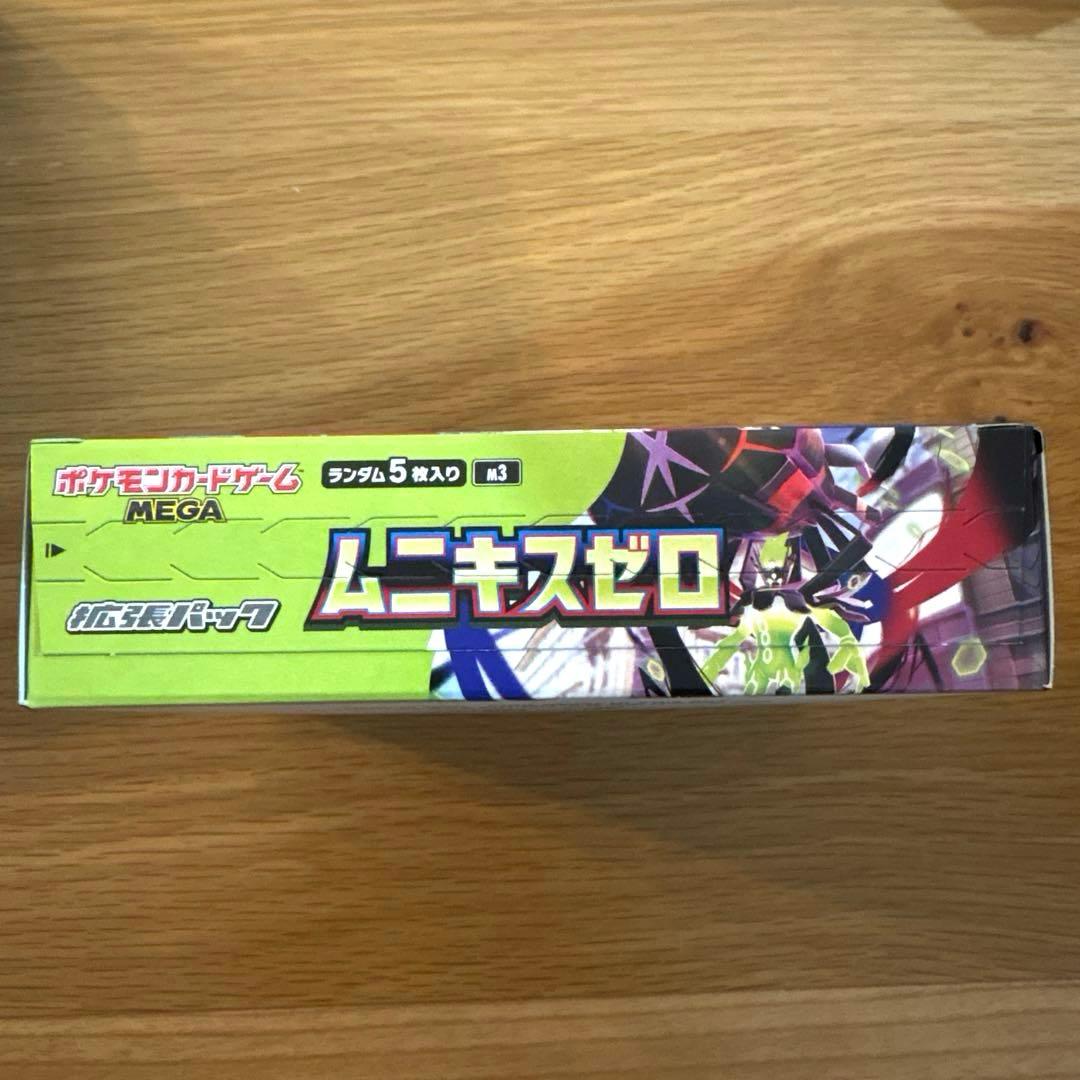 ポケモンカードゲーム
MEGA
ランダム5枚入り
M3
ムニキスゼロ
拡張パック